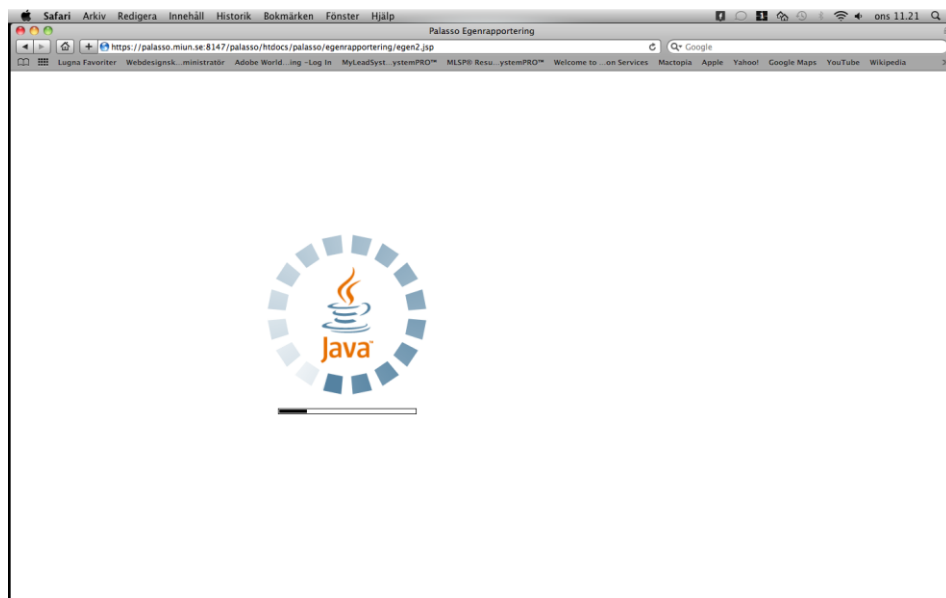 Safari Arkiv Redigera Innehåll Historik Bokmärken Fönster Hjälp ons 11.21
Palasso Egenrapportering
https://palasso.miun.se:8147/palasso/htdocs/palasso/egenrapportering/egen2.jsp Google
Lugna Favoriter Webdesignsk...ministratör Adobe World...ing -Log In MyLeadSyst...ystemPRO™ MLSP® Resu...ystemPRO™ Welcome to ...on Services Mactopia Apple Yahoo! Google Maps YouTube Wikipedia
Java™